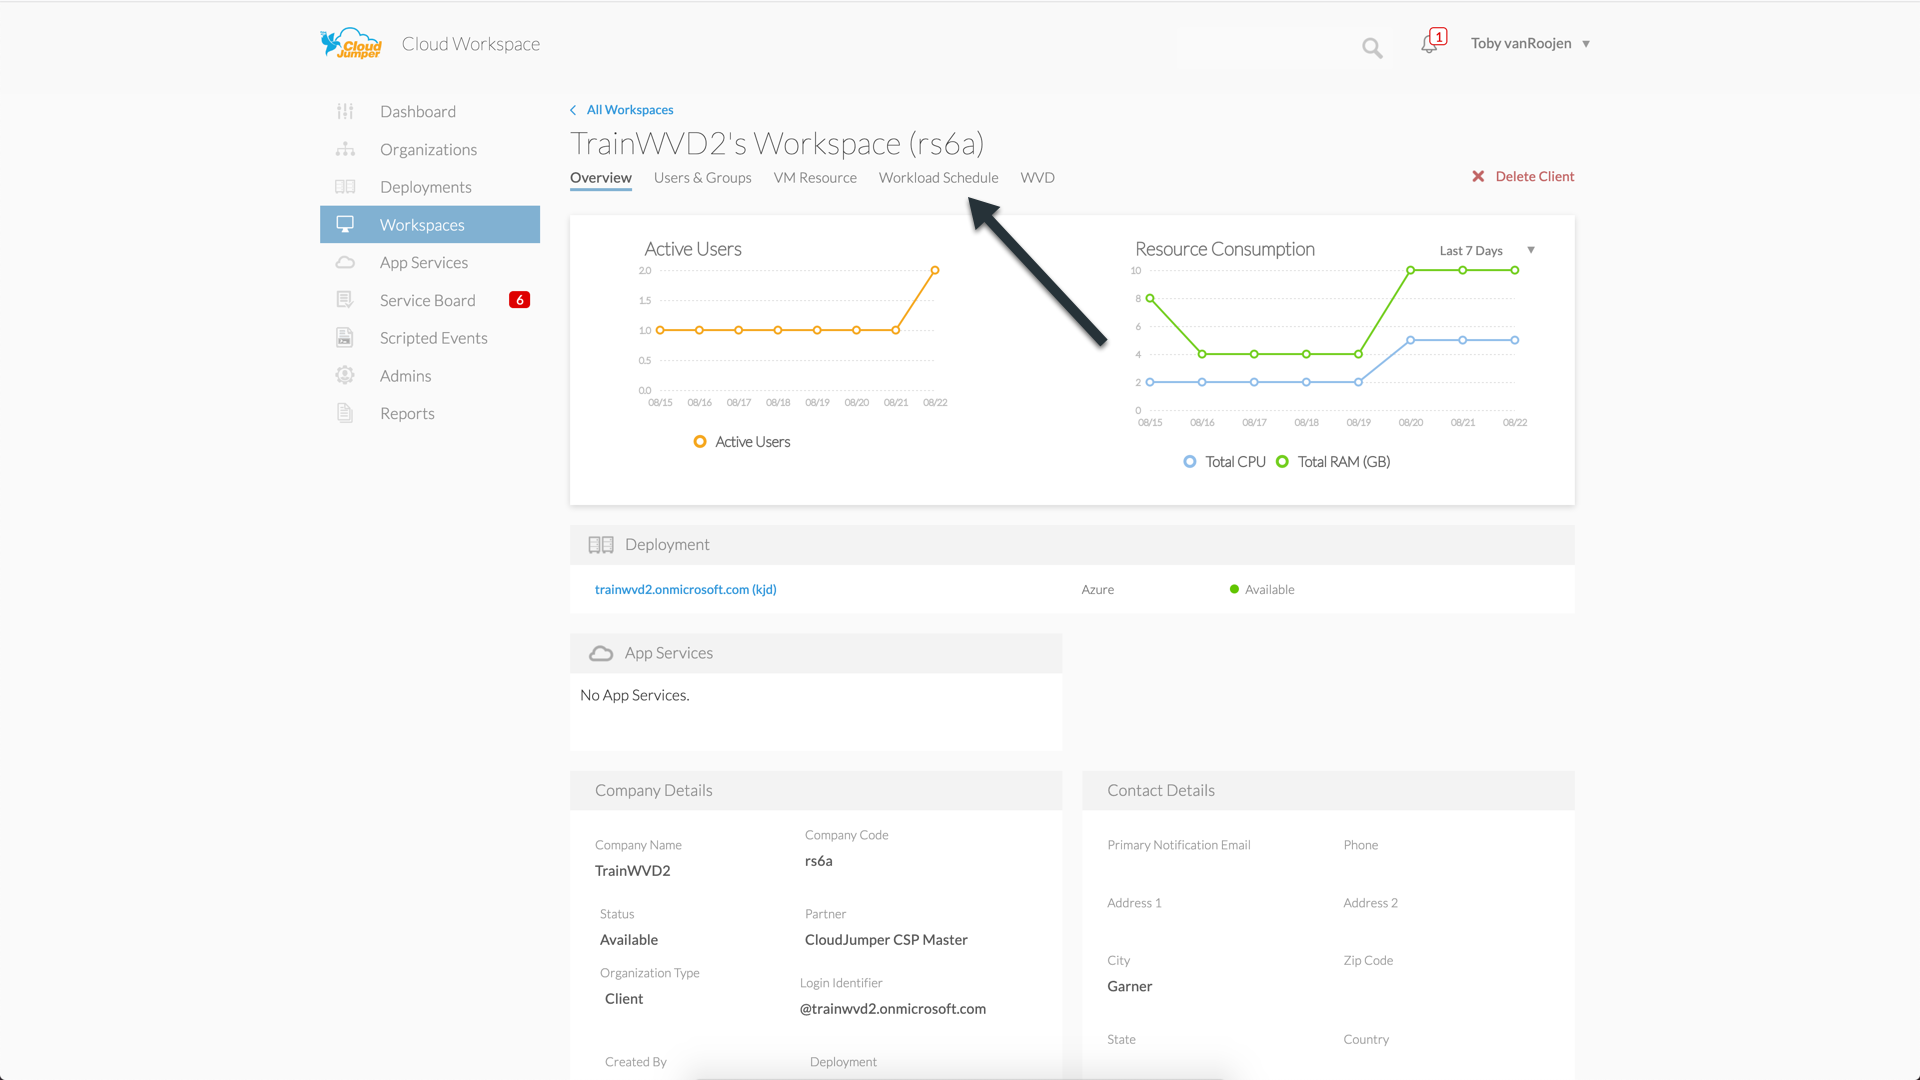 Cloud Jumper
Cloud Workspace
1
Toby vanRoojen
Dashboard
Organizations
Deployments
Workspaces
App Services
Service Board 6
Scripted Events
Admins
Reports
All Workspaces
TrainWVD2's Workspace (rs6a)
Overview Users & Groups VM Resource Workload Schedule WVD
Delete Client
Active Users
2.0
1.5
1.0
0.5
0.0
08/15 08/16 08/17 08/18 08/19 08/20 08/21 08/22
Active Users
Resource Consumption
Last 7 Days
10
8
6
4
2
0
08/15 08/16 08/17 08/18 08/19 08/20 08/21 08/22
Total CPU Total RAM (GB)
Deployment
trainwvd2.onmicrosoft.com (kjd) Azure Available
App Services
No App Services.
Company Details
Company Name
TrainWVD2
Company Code
rs6a
Status
Available
Partner
CloudJumper CSP Master
Organization Type
Client
Login Identifier
@trainwvd2.onmicrosoft.com
Created By
Deployment
Contact Details
Primary Notification Email
Phone
Address 1
Address 2
City
Garner
Zip Code
State
Country